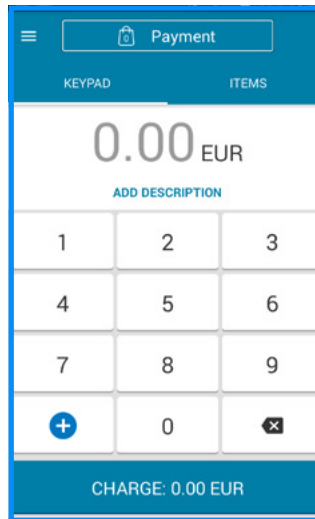 0 Payment
KEYPAD ITEMS
0.00 EUR
ADD DESCRIPTION
1 2 3
4 5 6
7 8 9
+ 0
CHARGE: 0.00 EUR